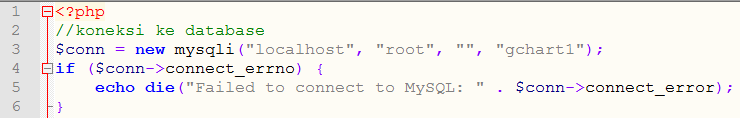 1 <?php
2 //koneksi ke database
3 $conn = new mysqli("localhost", "root", "", "gchart1");
4 if ($conn->connect_errno) {
5     echo die("Failed to connect to MySQL: " . $conn->connect_error);
6 }